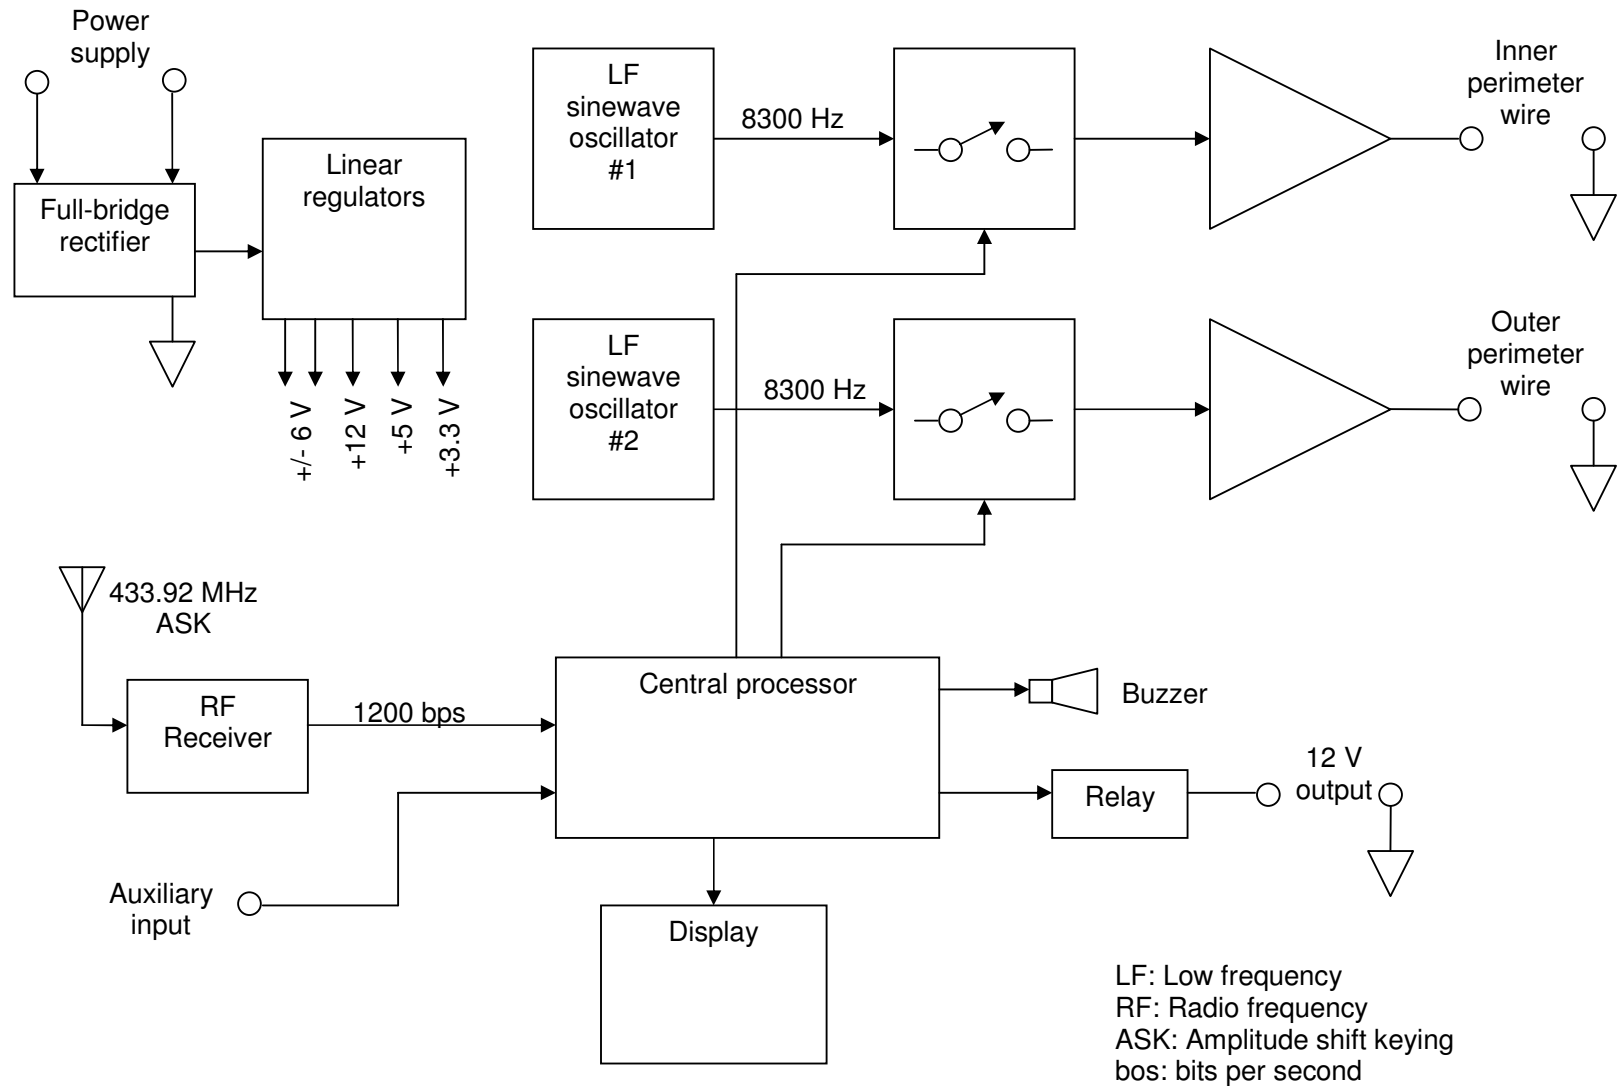 Power
supply
Full-bridge
rectifier
Linear
regulators
+/- 6 V
+12 V
+5 V
+3.3 V
LF
sinewave
oscillator
#1
8300 Hz
Inner
perimeter
wire
LF
sinewave
oscillator
#2
8300 Hz
Outer
perimeter
wire
433.92 MHz
ASK
RF
Receiver
1200 bps
Central processor
Buzzer
Relay
12 V
output
Auxiliary
input
Display
LF: Low frequency
RF: Radio frequency
ASK: Amplitude shift keying
bos: bits per second